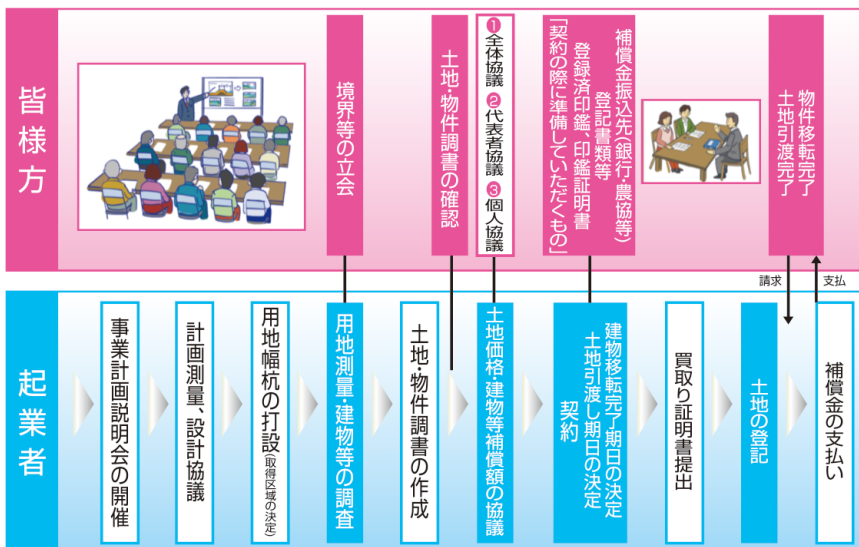 皆様方
境界等の立会
土地・物件調書の確認
❶全体協議 ❷代表者協議 ❸個人協議
補償金振込先(銀行・農協等)
登記書類等
登録済印鑑、印鑑証明書
「契約の際に準備していただくもの」
物件移転完了
土地引渡完了
請求
支払
起業者
事業計画説明会の開催
計画測量、設計協議
用地幅杭の打設(取得区域の決定)
用地測量・建物等の調査
土地・物件調書の作成
土地価格・建物等補償額の協議
建物移転完了期日の決定
土地引渡し期日の決定
契約
買取り証明書提出
土地の登記
補償金の支払い